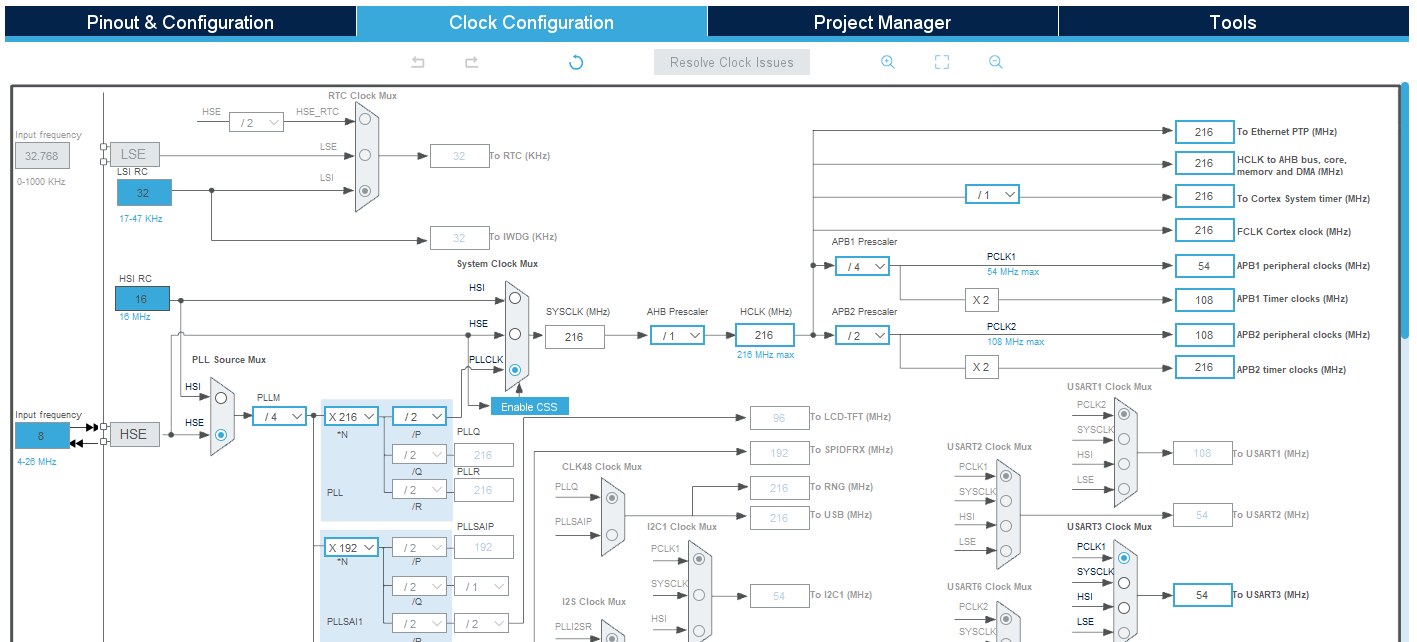 Pinout & Configuration
Clock Configuration
Project Manager
Tools
Resolve Clock Issues
RTC Clock Mux
HSE
/ 2
HSE_RTC
Input frequency
32.768
0-1000 KHz
LSE
LSE
LSI RC
32
17-47 KHz
LSI
32
To RTC (KHz)
32
To IWDG (KHz)
216
To Ethernet PTP (MHz)
216
HCLK to AHB bus, core,
memory and DMA (MHz)
/ 1
216
To Cortex System timer (MHz)
216
FCLK Cortex clock (MHz)
System Clock Mux
HSI RC
16
16 MHz
HSI
HSE
PLLCLK
SYSCLK (MHz)
216
AHB Prescaler
/ 1
HCLK (MHz)
216
216 MHz max
APB1 Prescaler
/ 4
PCLK1
54 MHz max
54
APB1 peripheral clocks (MHz)
X 2
108
APB1 Timer clocks (MHz)
APB2 Prescaler
/ 2
PCLK2
108 MHz max
108
APB2 peripheral clocks (MHz)
X 2
216
APB2 timer clocks (MHz)
Enable CSS
PLL Source Mux
HSI
HSE
Input frequency
8
4-26 MHz
HSE
PLLM
/ 4
X 216
*N
/ 2
/P
PLLQ
/ 2
216
/Q
PLLR
/ 2
216
/R
PLL
PLLSAIP
X 192
*N
/ 2
192
/P
/ 2
/ 1
/Q
PLLSAI1
/ 2
/ 2
/R
96
To LCD-TFT (MHz)
192
To SPIDFRX (MHz)
CLK48 Clock Mux
PLLQ
PLLSAIP
216
To RNG (MHz)
216
To USB (MHz)
I2C1 Clock Mux
PCLK1
SYSCLK
HSI
54
To I2C1 (MHz)
I2S Clock Mux
PLLI2SR
USART1 Clock Mux
PCLK2
SYSCLK
HSI
LSE
108
To USART1 (MHz)
USART2 Clock Mux
PCLK1
SYSCLK
HSI
LSE
54
To USART2 (MHz)
USART3 Clock Mux
PCLK1
SYSCLK
HSI
LSE
54
To USART3 (MHz)
USART6 Clock Mux
PCLK2
SYSCLK